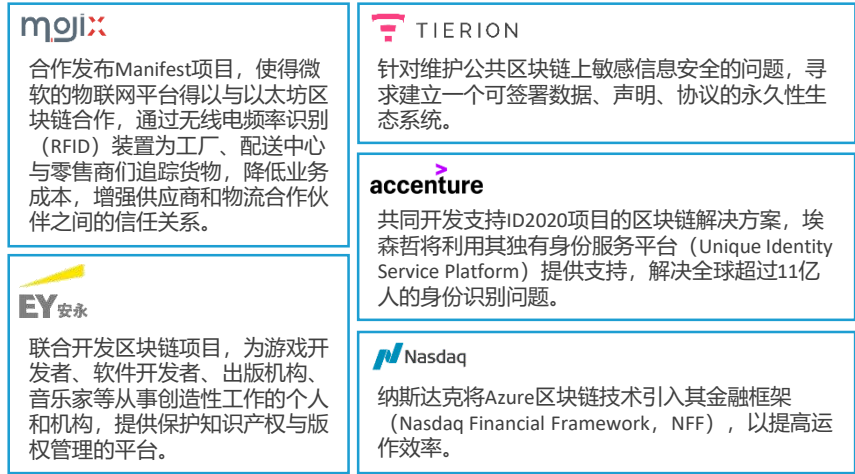 mojix
合作发布Manifest项目，使得微
软的物联网平台得以与以太坊区
块链合作，通过无线电频率识别
（RFID）装置为工厂、配送中心
与零售商们追踪货物，降低业务
成本，增强供应商和物流合作伙
伴之间的信任关系。
EY安永
联合开发区块链项目，为游戏开
发者、软件开发者、出版机构、
音乐家等从事创造性工作的个人
和机构，提供保护知识产权与版
权管理的平台。
TIERION
针对维护公共区块链上敏感信息安全的问题，寻
求建立一个可签署数据、声明、协议的永久性生
态系统。
accenture
共同开发支持ID2020项目的区块链解决方案，埃
森哲将利用其独有身份服务平台（Unique Identity
Service Platform）提供支持，解决全球超过11亿
人的身份识别问题。
Nasdaq
纳斯达克将Azure区块链技术引入其金融框架
（Nasdaq Financial Framework，NFF），以提高运
作效率。